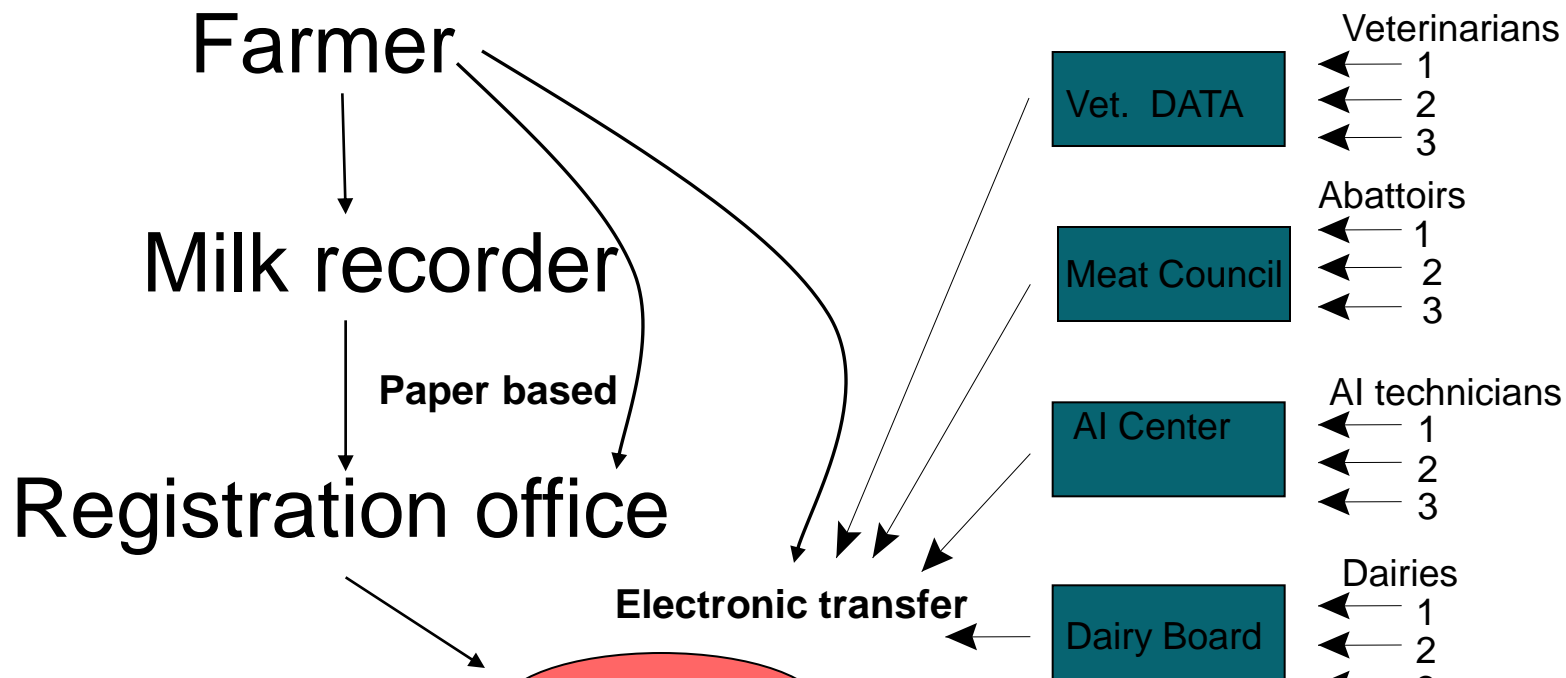 Farmer
Milk recorder
Paper based
Registration office
Electronic transfer
Vet. DATA
Meat Council
AI Center
Dairy Board
Veterinarians
1
2
3
Abattoirs
1
2
3
AI technicians
1
2
3
Dairies
1
2